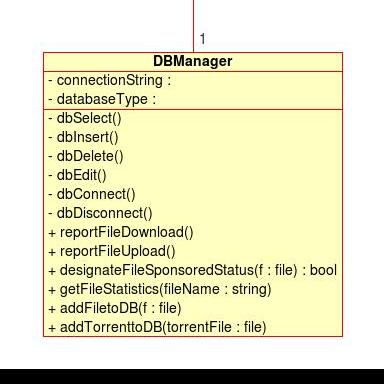 1
DBManager
- connectionString :
- databaseType :
- dbSelect()
- dbInsert()
- dbDelete()
- dbEdit()
- dbConnect()
- dbDisconnect()
+ reportFileDownload()
+ reportFileUpload()
+ designateFileSponsoredStatus(f : file) : bool
+ getFileStatistics(fileName : string)
+ addFiletoDB(f : file)
+ addTorrenttoDB(torrentFile : file)